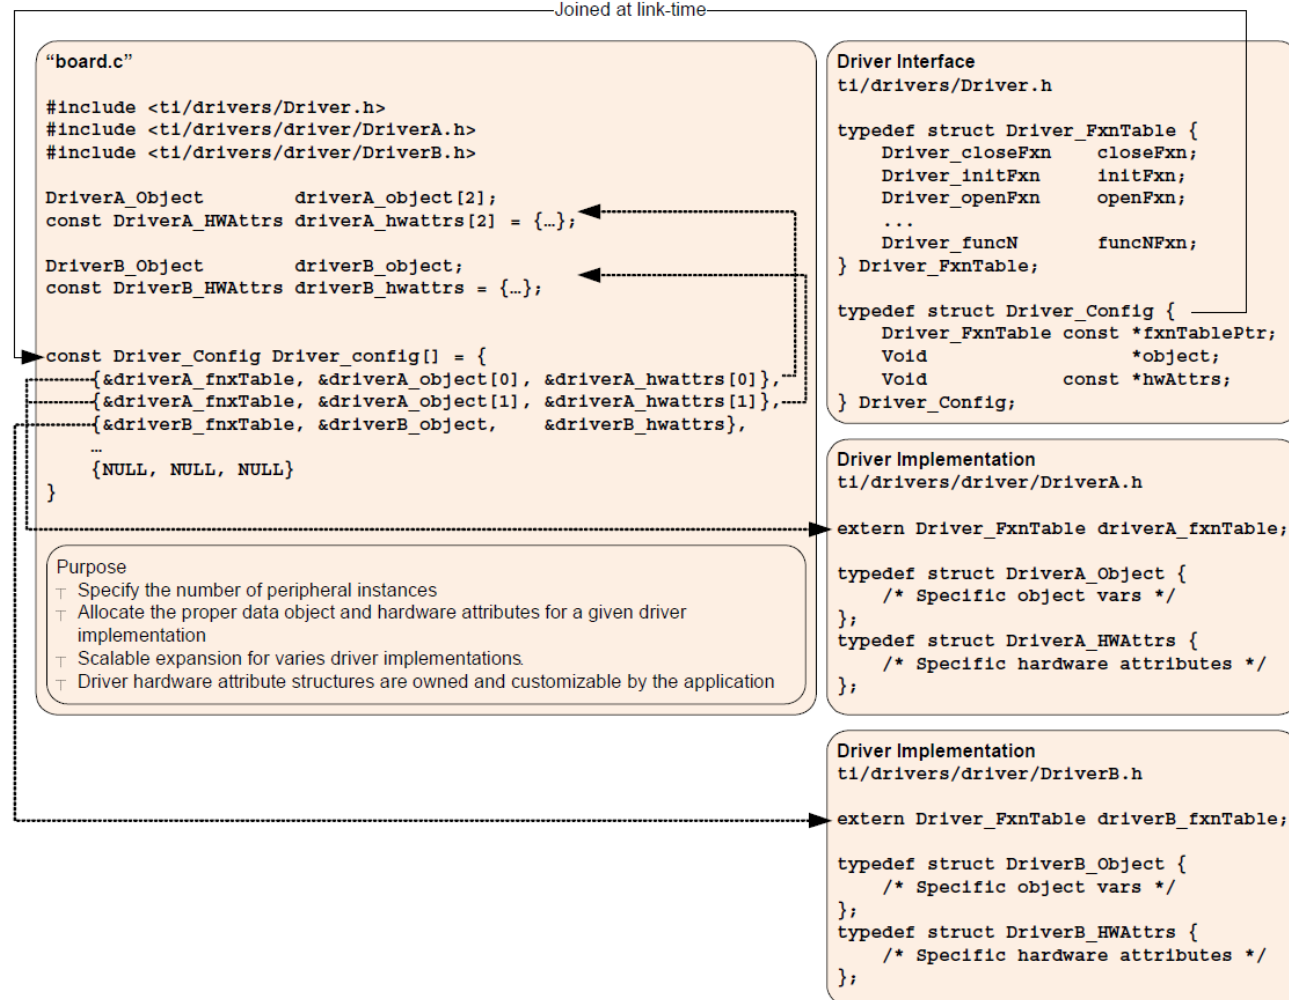 Joined at link-time
“board.c”
#include <ti/drivers/Driver.h>
#include <ti/drivers/driver/DriverA.h>
#include <ti/drivers/driver/DriverB.h>
DriverA_Object        driverA_object[2];
const DriverA_HWAttrs driverA_hwattrs[2] = {…};
DriverB_Object        driverB_object;
const DriverB_HWAttrs driverB_hwattrs = {…};
const Driver_Config Driver_config[] = {
    {&driverA_fnxTable, &driverA_object[0], &driverA_hwattrs[0]},
    {&driverA_fnxTable, &driverA_object[1], &driverA_hwattrs[1]},
    {&driverB_fnxTable, &driverB_object,    &driverB_hwattrs},
    …
    {NULL, NULL, NULL}
}
Purpose
Specify the number of peripheral instances
Allocate the proper data object and hardware attributes for a given driver
implementation
Scalable expansion for varies driver implementations.
Driver hardware attribute structures are owned and customizable by the application
Driver Interface
ti/drivers/Driver.h
typedef struct Driver_FxnTable {
    Driver_closeFxn    closeFxn;
    Driver_initFxn     initFxn;
    Driver_openFxn     openFxn;
    ...
    Driver_funcN       funcNFxn;
} Driver_FxnTable;
typedef struct Driver_Config {
    Driver_FxnTable const *fxnTablePtr;
    Void                  *object;
    Void            const *hwAttrs;
} Driver_Config;
Driver Implementation
ti/drivers/driver/DriverA.h
extern Driver_FxnTable driverA_fxnTable;
typedef struct DriverA_Object {
    /* Specific object vars */
};
typedef struct DriverA_HWAttrs {
    /* Specific hardware attributes */
};
Driver Implementation
ti/drivers/driver/DriverB.h
extern Driver_FxnTable driverB_fxnTable;
typedef struct DriverB_Object {
    /* Specific object vars */
};
typedef struct DriverB_HWAttrs {
    /* Specific hardware attributes */
};